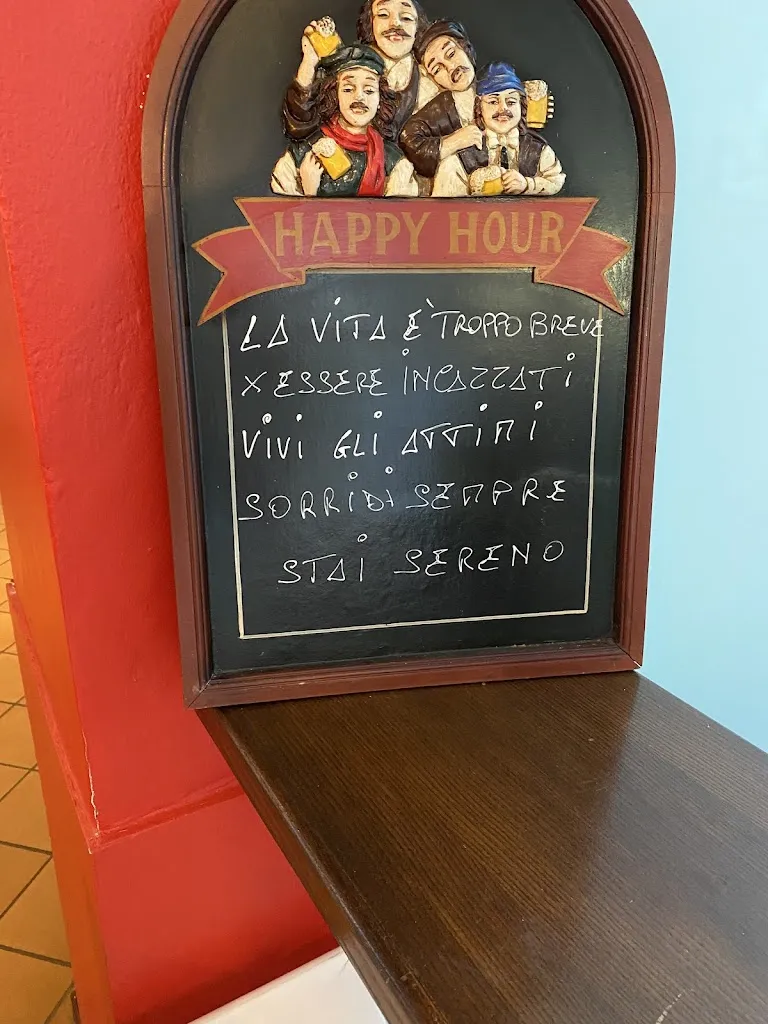 HAPPY HOUR
LA VITA È TROPPO BREVE
X ESSERE INCAZZATI
VIVI GLI ATTIMI
SORRIDI SEMPRE
STAI SERENO